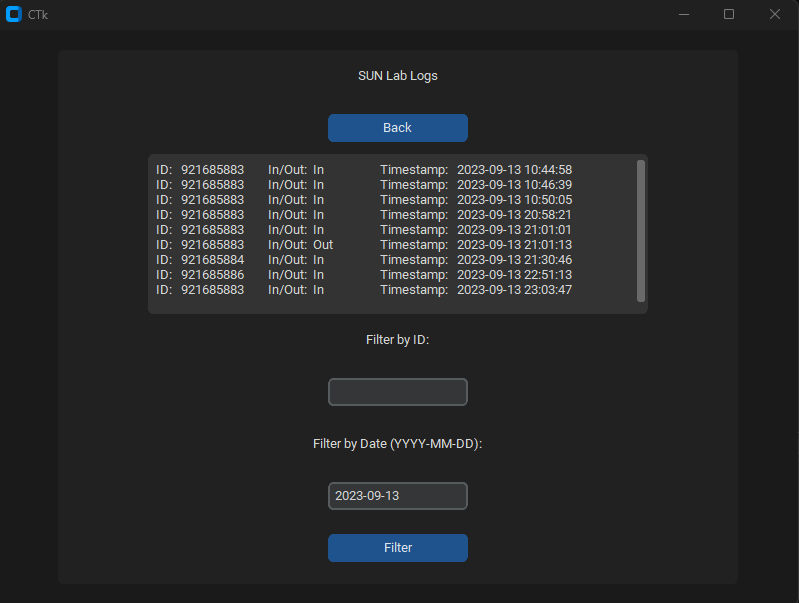 CTk
SUN Lab Logs
Back
ID: 921685883 In/Out: In Timestamp: 2023-09-13 10:44:58
ID: 921685883 In/Out: In Timestamp: 2023-09-13 10:46:39
ID: 921685883 In/Out: In Timestamp: 2023-09-13 10:50:05
ID: 921685883 In/Out: In Timestamp: 2023-09-13 20:58:21
ID: 921685883 In/Out: In Timestamp: 2023-09-13 21:01:01
ID: 921685883 In/Out: Out Timestamp: 2023-09-13 21:01:13
ID: 921685884 In/Out: In Timestamp: 2023-09-13 21:30:46
ID: 921685886 In/Out: In Timestamp: 2023-09-13 22:51:13
ID: 921685883 In/Out: In Timestamp: 2023-09-13 23:03:47
Filter by ID:
Filter by Date (YYYY-MM-DD):
2023-09-13
Filter